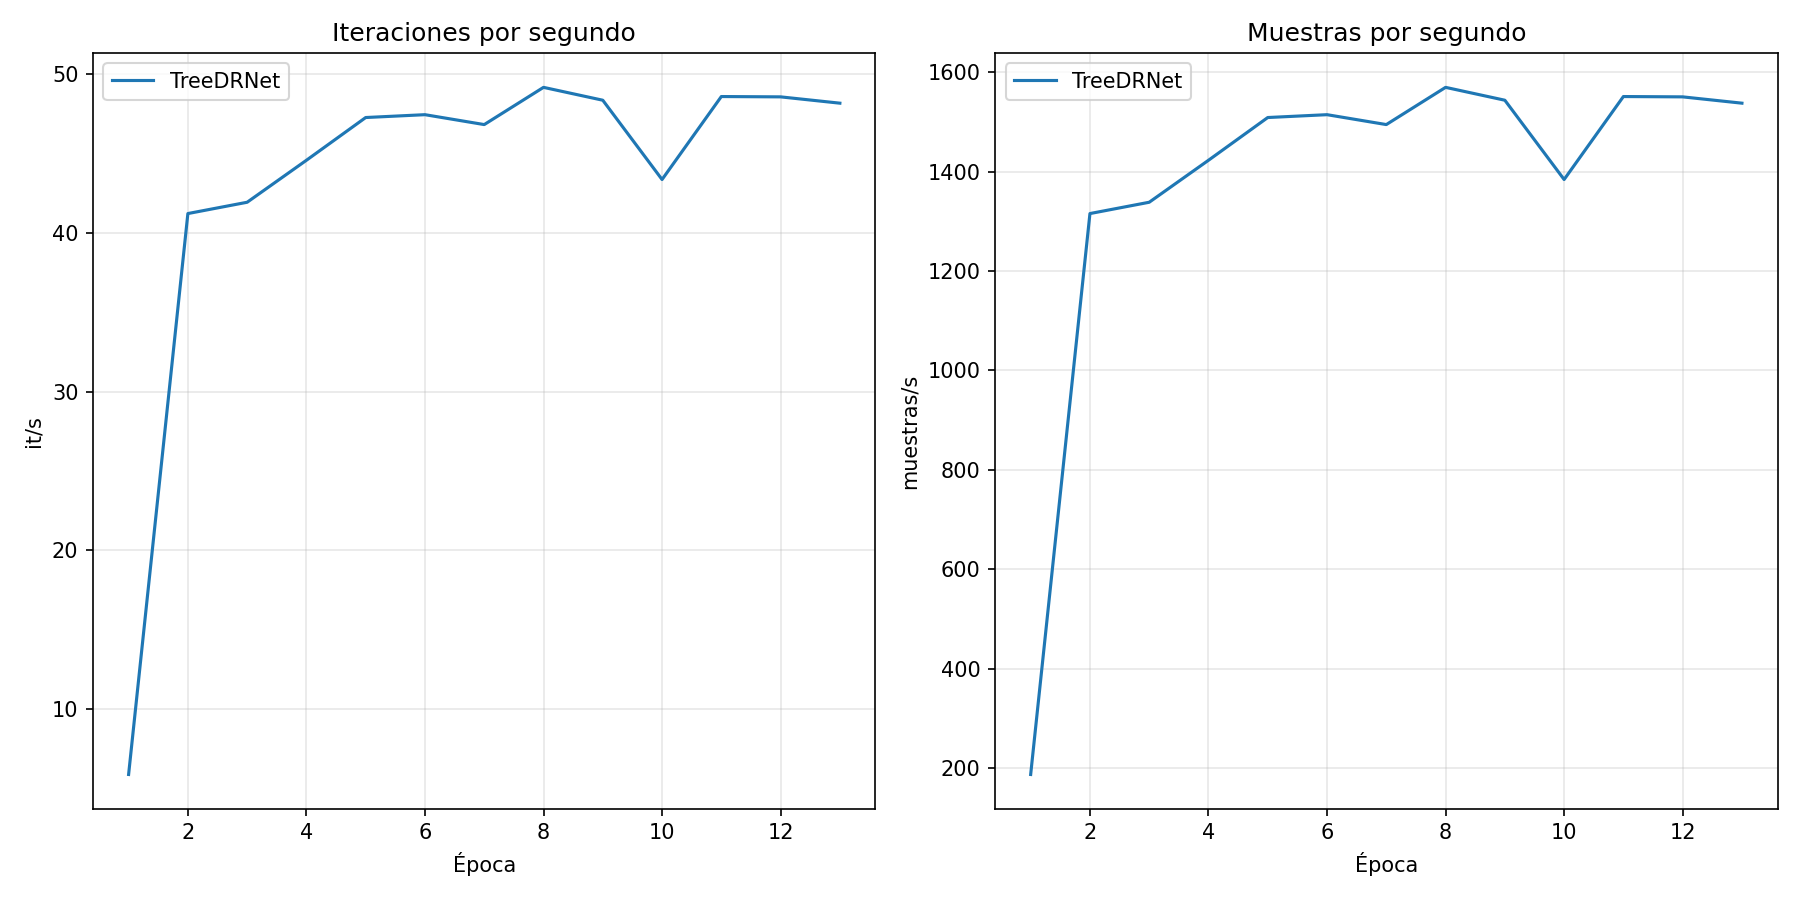 Iteraciones por segundo
TreeDRNet
50
40
30
20
10
it/s
2 4 6 8 10 12
Época
Muestras por segundo
TreeDRNet
1600
1400
1200
1000
800
600
400
200
muestras/s
2 4 6 8 10 12
Época